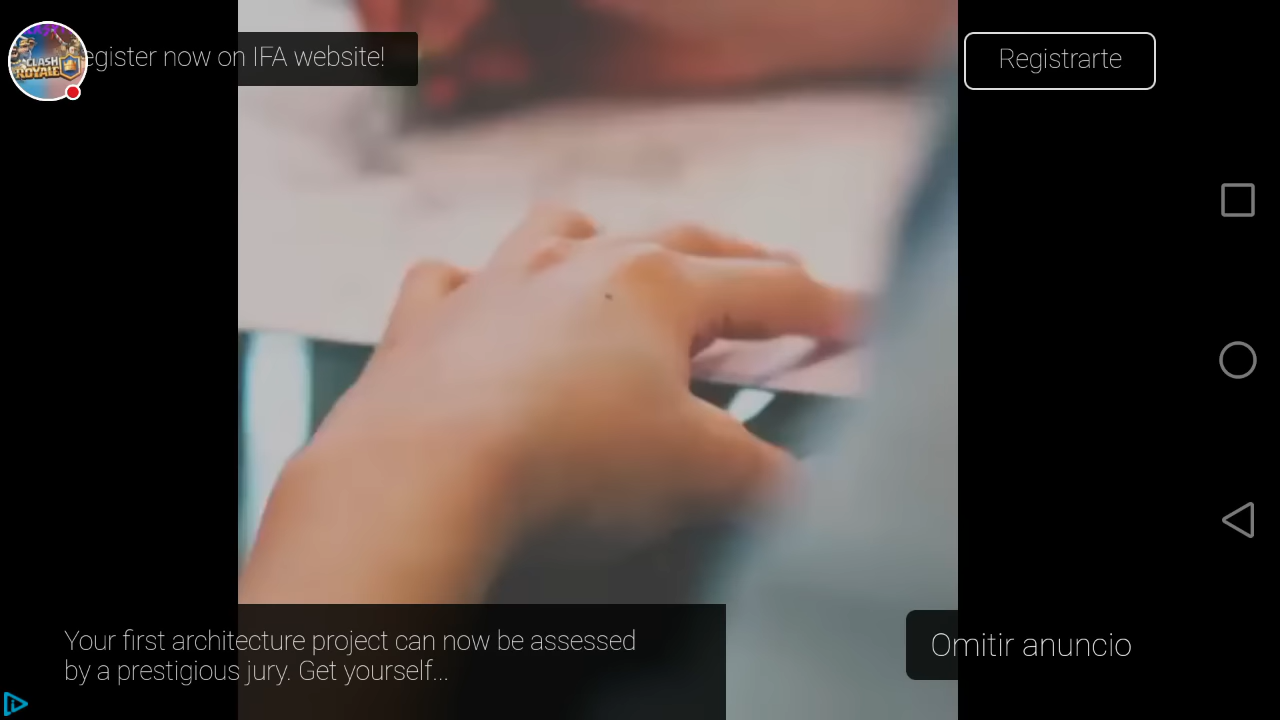 egister now on IFA website!
Registrarte
CLASH
ROYALE
Your first architecture project can now be assessed
by a prestigious jury. Get yourself...
Omitir anuncio